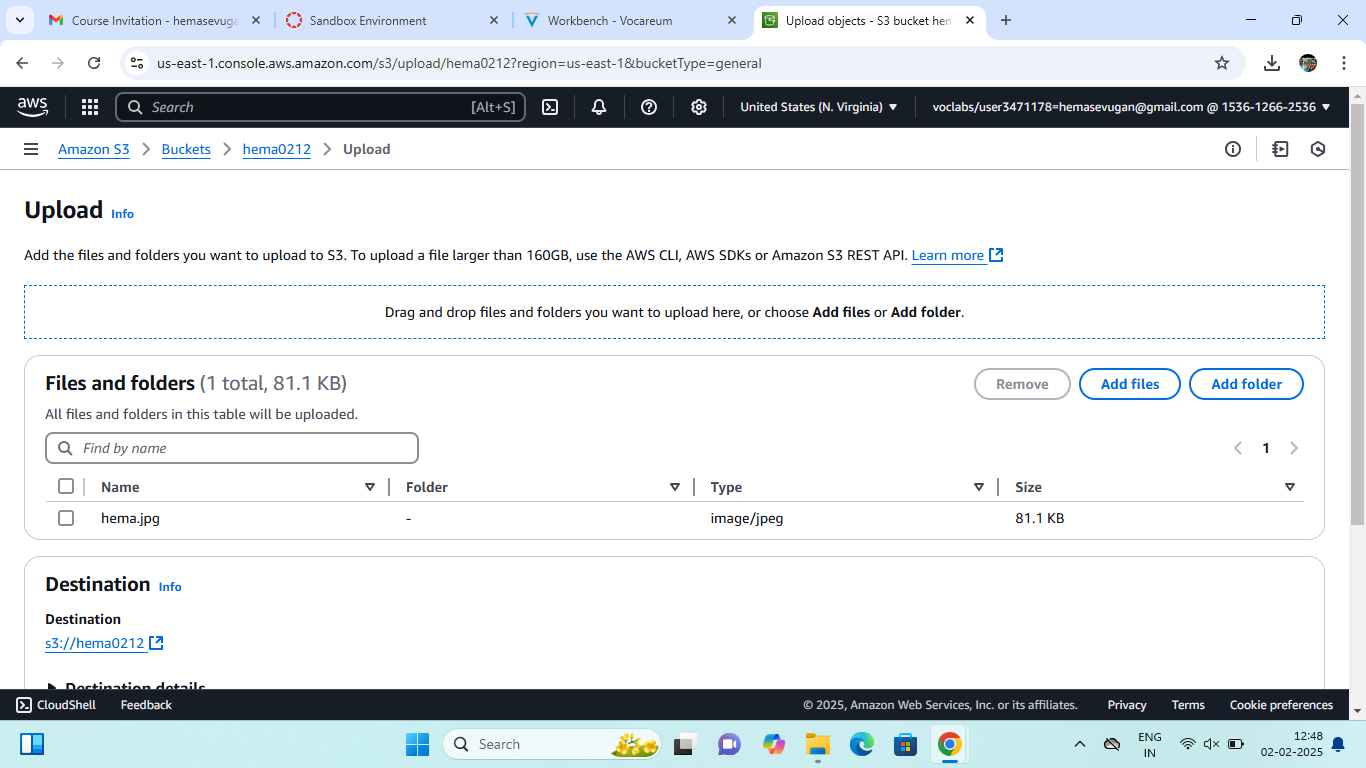 Course Invitation - hemasevuga
Sandbox Environment
Workbench - Vocareum
Upload objects - S3 bucket hem
us-east-1.console.aws.amazon.com/s3/upload/hema0212?region=us-east-1&bucketType=general
aws
Search [Alt+S]
United States (N. Virginia)
voclabs/user3471178=hemasevugan@gmail.com @ 1536-1266-2536
Amazon S3 Buckets hema0212 Upload
Upload Info
Add the files and folders you want to upload to S3. To upload a file larger than 160GB, use the AWS CLI, AWS SDKs or Amazon S3 REST API. Learn more
Drag and drop files and folders you want to upload here, or choose Add files or Add folder.
Files and folders (1 total, 81.1 KB)
Remove Add files Add folder
All files and folders in this table will be uploaded.
Find by name
1
Name Folder Type Size
hema.jpg - image/jpeg 81.1 KB
Destination Info
Destination
s3://hema0212
Destination details
CloudShell Feedback © 2025, Amazon Web Services, Inc. or its affiliates. Privacy Terms Cookie preferences
Search
ENG
IN
12:48
02-02-2025